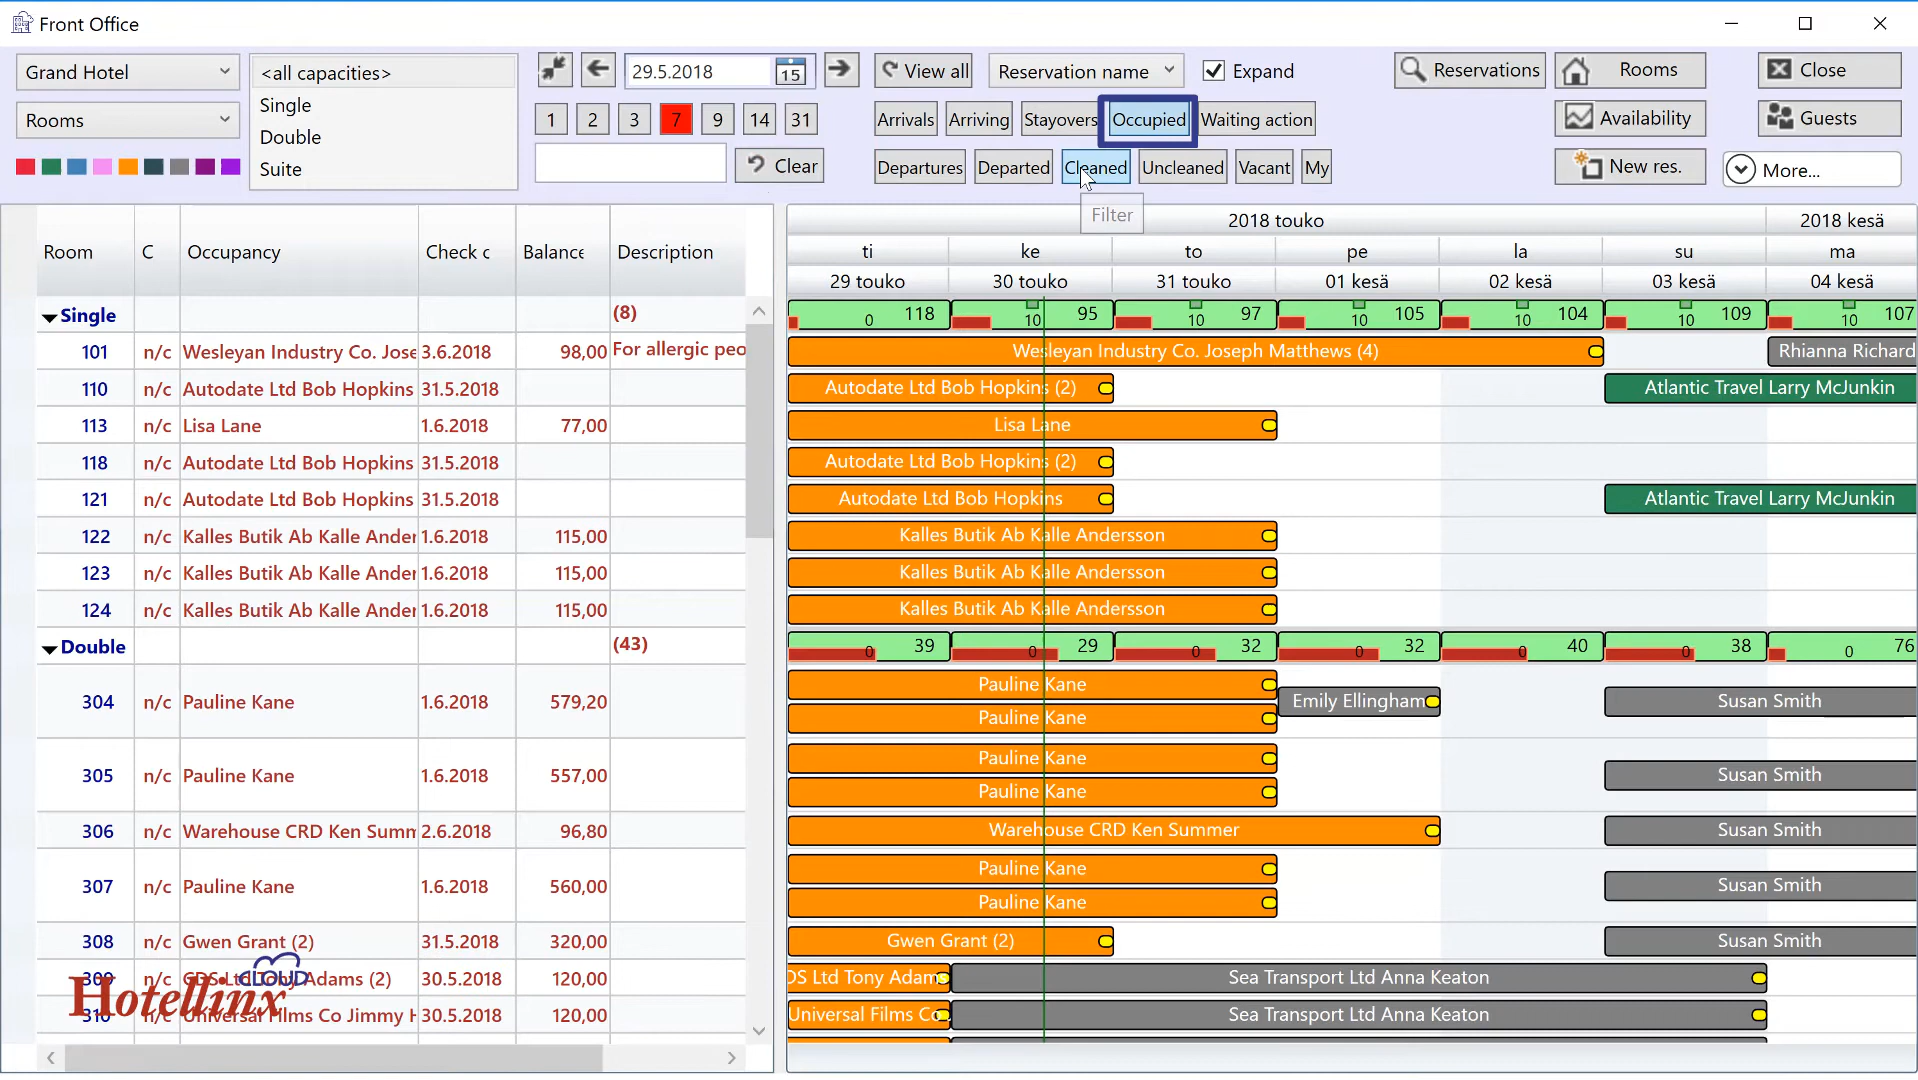 Front Office
Grand Hotel
Rooms
<all capacities>
Single
Double
Suite
29.5.2018
15
View all
Reservation name
Expand
Reservations
Rooms
Close
1 2 3 7 9 14 31
Arrivals Arriving Stayovers Occupied Waiting action
Availability
Guests
Clear
Departures Departed Cleaned Uncleaned Vacant My
New res.
More...
Filter
Room C Occupancy Check c Balance Description
2018 touko 2018 kesä
ti ke to pe la su ma
29 touko 30 touko 31 touko 01 kesä 02 kesä 03 kesä 04 kesä
Single (8) 0 118 10 95 10 97 10 105 10 104 10 109 10 107
101 n/c Wesleyan Industry Co. Jose 3.6.2018 98,00 For allergic peo Wesleyan Industry Co. Joseph Matthews (4) Rhianna Richard
110 n/c Autodate Ltd Bob Hopkins 31.5.2018 Autodate Ltd Bob Hopkins (2) Atlantic Travel Larry McJunkin
113 n/c Lisa Lane 1.6.2018 77,00 Lisa Lane
118 n/c Autodate Ltd Bob Hopkins 31.5.2018 Autodate Ltd Bob Hopkins (2)
121 n/c Autodate Ltd Bob Hopkins 31.5.2018 Autodate Ltd Bob Hopkins Atlantic Travel Larry McJunkin
122 n/c Kalles Butik Ab Kalle Ander 1.6.2018 115,00 Kalles Butik Ab Kalle Andersson
123 n/c Kalles Butik Ab Kalle Ander 1.6.2018 115,00 Kalles Butik Ab Kalle Andersson
124 n/c Kalles Butik Ab Kalle Ander 1.6.2018 115,00 Kalles Butik Ab Kalle Andersson
Double (43) 0 39 0 29 0 32 0 32 0 40 0 38 0 76
304 n/c Pauline Kane 1.6.2018 579,20 Pauline Kane Emily Ellingham Susan Smith
Pauline Kane
305 n/c Pauline Kane 1.6.2018 557,00 Pauline Kane Susan Smith
Pauline Kane
306 n/c Warehouse CRD Ken Summ 2.6.2018 96,80 Warehouse CRD Ken Summer Susan Smith
307 n/c Pauline Kane 1.6.2018 560,00 Pauline Kane Susan Smith
Pauline Kane
308 n/c Gwen Grant (2) 31.5.2018 320,00 Gwen Grant (2) Susan Smith
309 n/c GDS Ltd Tony Adams (2) 30.5.2018 120,00 DS Ltd Tony Adams Sea Transport Ltd Anna Keaton
310 n/c Universal Films Co Jimmy H 30.5.2018 120,00 Universal Films Co Sea Transport Ltd Anna Keaton
Hotellinx CLOUD